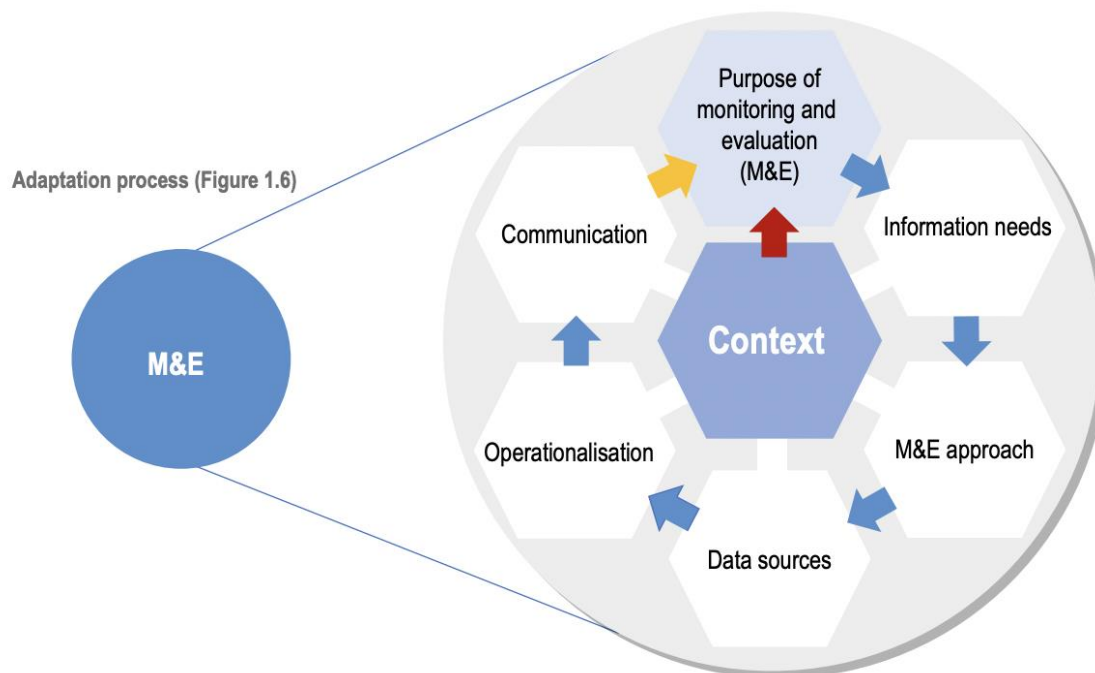 Adaptation process (Figure 1.6)
M&E
Purpose of
monitoring and
evaluation
(M&E)
Information needs
M&E approach
Data sources
Operationalisation
Communication
Context